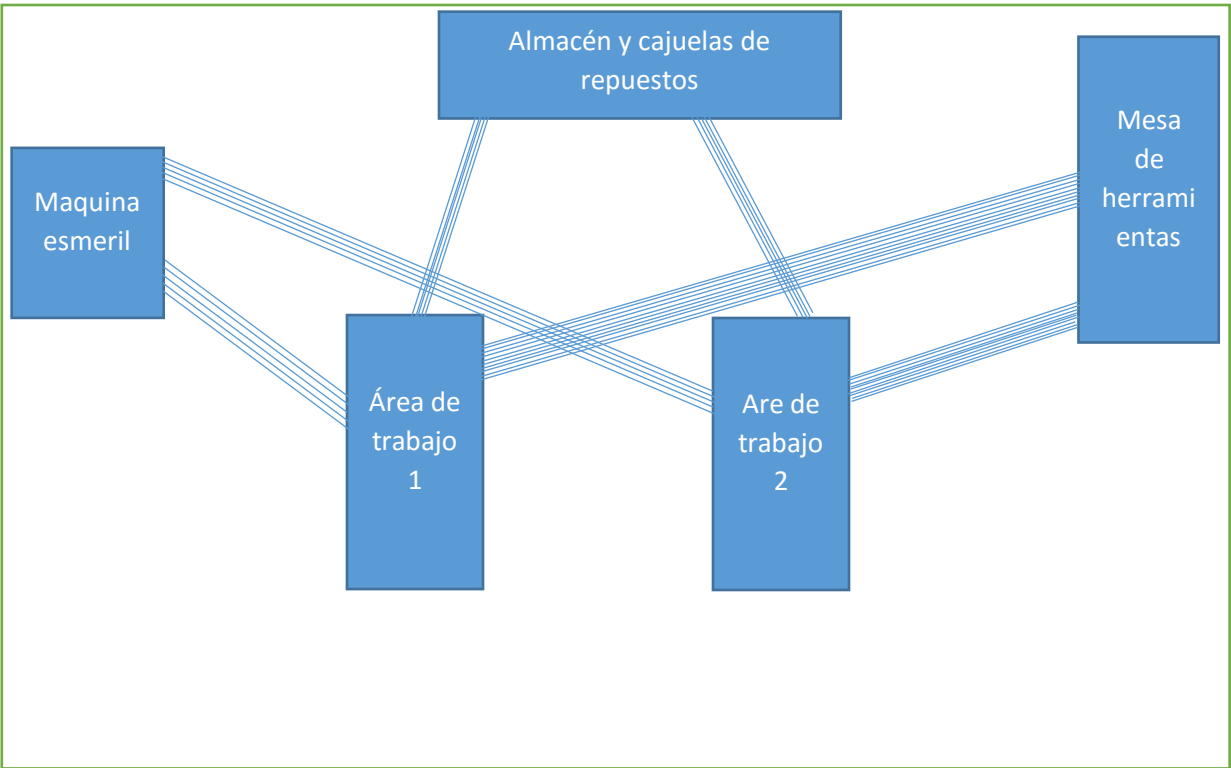 Almacén y cajuelas de
repuestos
Mesa
de
herrami
entas
Maquina
esmeril
Área de
trabajo
1
Are de
trabajo
2